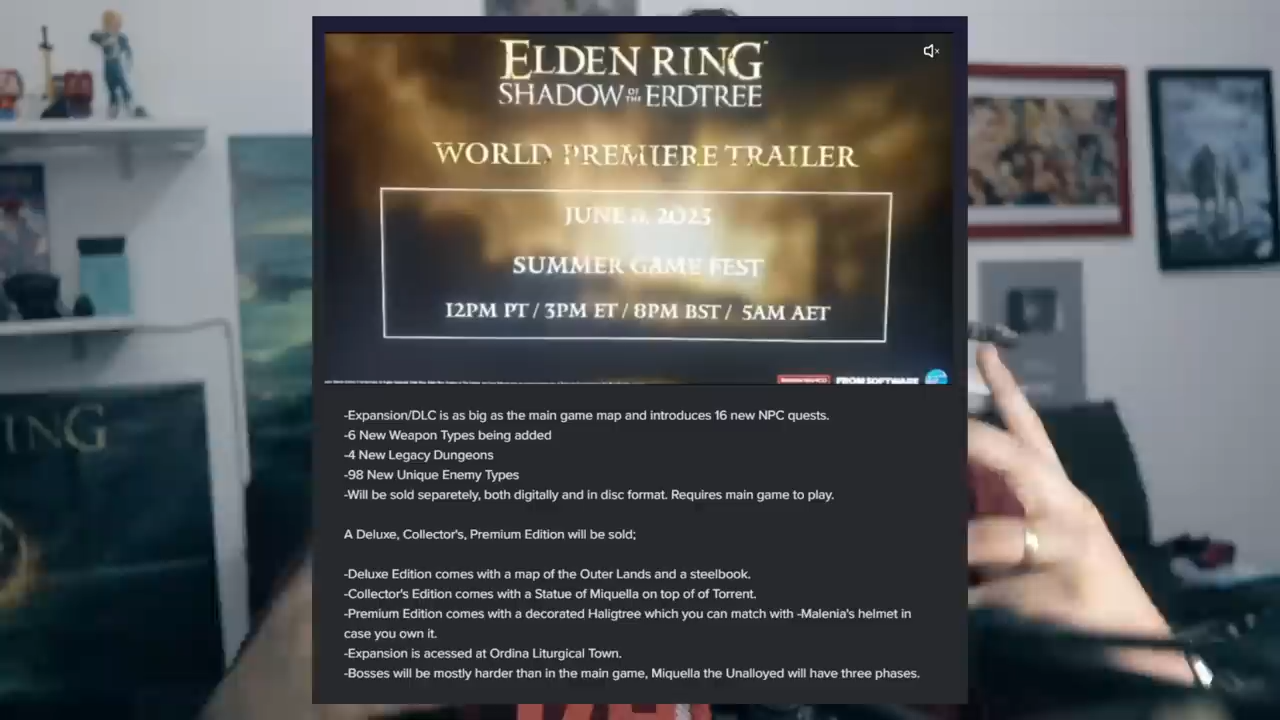 ELDEN RING
SHADOW OF THE ERDTREE
WORLD PREMIERE TRAILER
JUNE 8, 2023
SUMMER GAME FEST
12PM PT / 3PM ET / 8PM BST / 5AM AET
FROM SOFTWARE
-Expansion/DLC is as big as the main game map and introduces 16 new NPC quests.
-6 New Weapon Types being added
-4 New Legacy Dungeons
-98 New Unique Enemy Types
-Will be sold separetely, both digitally and in disc format. Requires main game to play.
A Deluxe, Collector's, Premium Edition will be sold;
-Deluxe Edition comes with a map of the Outer Lands and a steelbook.
-Collector's Edition comes with a Statue of Miquella on top of of Torrent.
-Premium Edition comes with a decorated Haligtree which you can match with -Malenia's helmet in
case you own it.
-Expansion is acessed at Ordina Liturgical Town.
-Bosses will be mostly harder than in the main game, Miquella the Unalloyed will have three phases.
ING